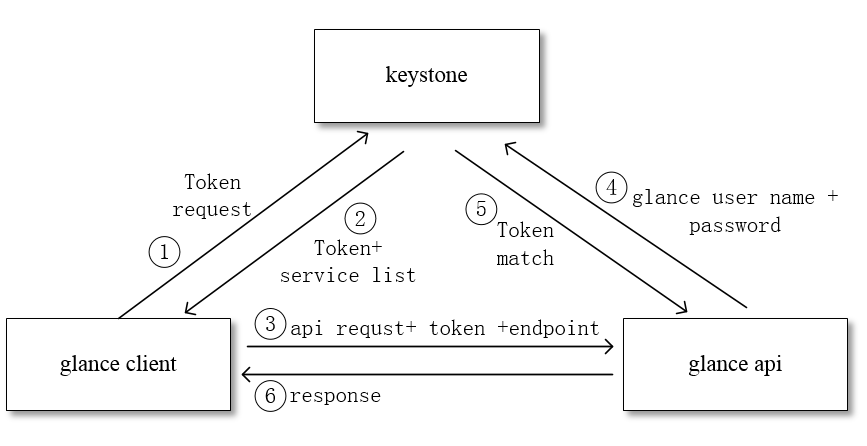 keystone
Token
request
①
②
Token+
service list
⑤
Token
match
④
glance user name +
password
glance client
③
api requst+ token +endpoint
⑥
response
glance api